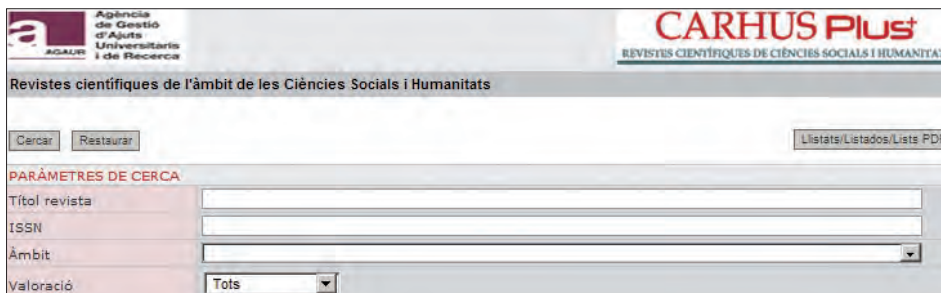 Agència
de Gestió
d'Ajuts
Universitaris
i de Recerca
AGAUR
CARHUS Plus+
REVISTES CIENTÍFIQUES DE CIÈNCIES SOCIALS I HUMANITA
Revistes científiques de l'àmbit de les Ciències Socials i Humanitats
Cercar Restaurar Llistats/Listados/Lists PD
PARÀMETRES DE CERCA
Títol revista
ISSN
Àmbit
Valoració Tots